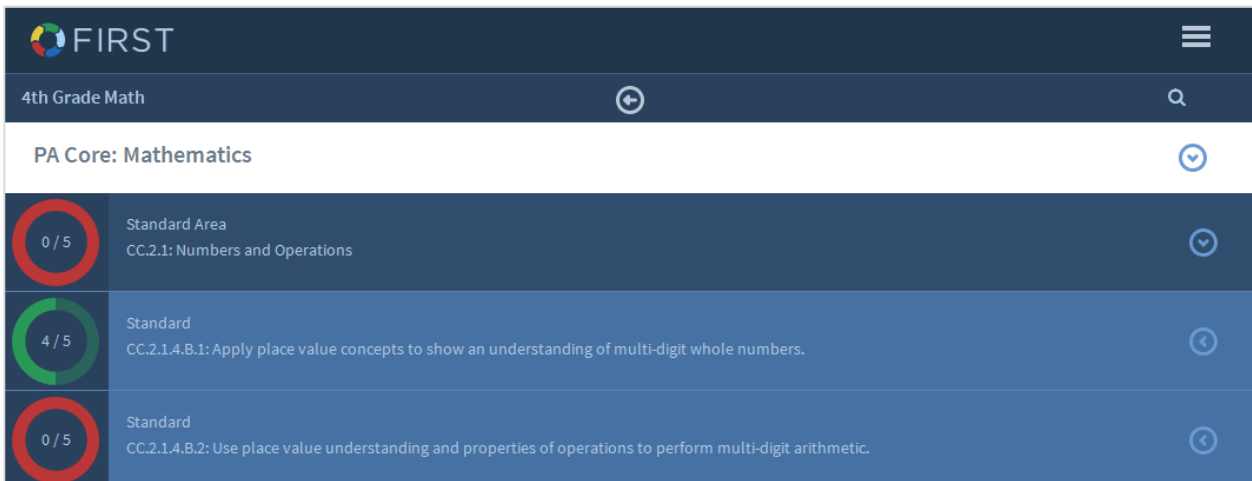 FIRST
4th Grade Math
PA Core: Mathematics
0 / 5
Standard Area
CC.2.1: Numbers and Operations
4 / 5
Standard
CC.2.1.4.B.1: Apply place value concepts to show an understanding of multi-digit whole numbers.
0 / 5
Standard
CC.2.1.4.B.2: Use place value understanding and properties of operations to perform multi-digit arithmetic.